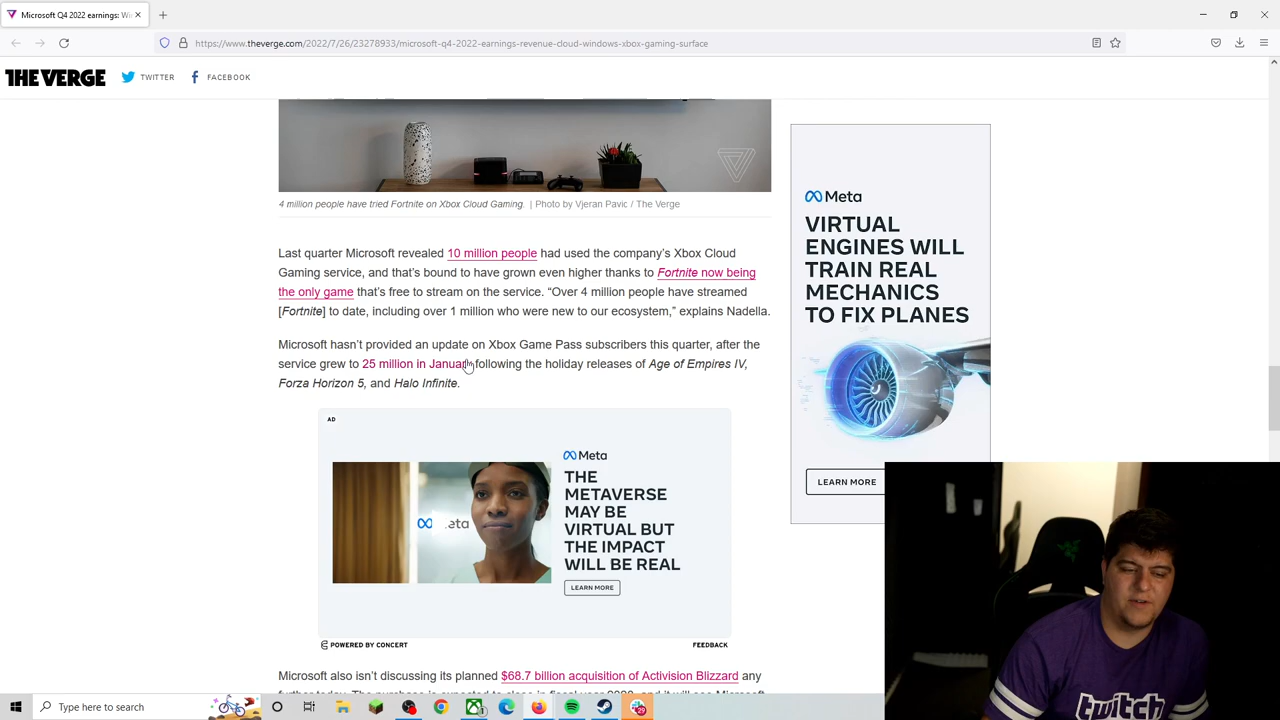 Microsoft Q4 2022 earnings: Wi
https://www.theverge.com/2022/7/26/23278933/microsoft-q4-2022-earnings-revenue-cloud-windows-xbox-gaming-surface
THE VERGE
TWITTER
FACEBOOK
4 million people have tried Fortnite on Xbox Cloud Gaming. | Photo by Vjeran Pavic / The Verge
Last quarter Microsoft revealed 10 million people had used the company’s Xbox Cloud
Gaming service, and that’s bound to have grown even higher thanks to Fortnite now being
the only game that’s free to stream on the service. “Over 4 million people have streamed
[Fortnite] to date, including over 1 million who were new to our ecosystem,” explains Nadella.
Microsoft hasn’t provided an update on Xbox Game Pass subscribers this quarter, after the
service grew to 25 million in January following the holiday releases of Age of Empires IV,
Forza Horizon 5, and Halo Infinite.
AD
Meta
THE
METAVERSE
MAY BE
VIRTUAL BUT
THE IMPACT
WILL BE REAL
LEARN MORE
eta
POWERED BY CONCERT
FEEDBACK
Microsoft also isn’t discussing its planned $68.7 billion acquisition of Activision Blizzard any
Meta
VIRTUAL
ENGINES WILL
TRAIN REAL
MECHANICS
TO FIX PLANES
LEARN MORE
twitch
Type here to search